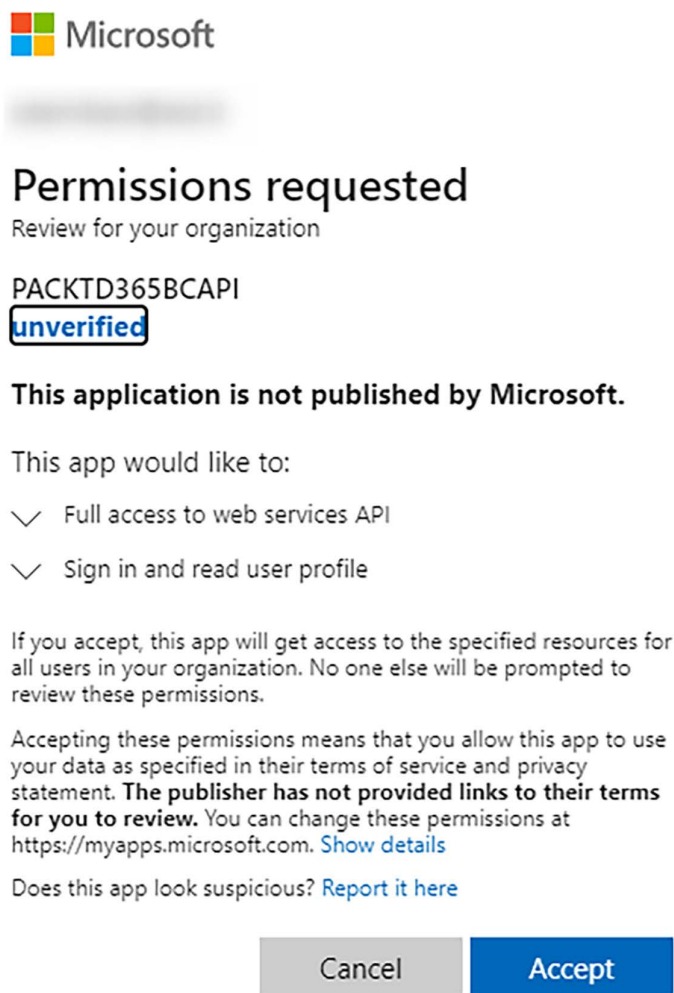 Microsoft
Permissions requested
Review for your organization
PACKTD365BCAPI
unverified
This application is not published by Microsoft.
This app would like to:
Full access to web services API
Sign in and read user profile
If you accept, this app will get access to the specified resources for
all users in your organization. No one else will be prompted to
review these permissions.
Accepting these permissions means that you allow this app to use
your data as specified in their terms of service and privacy
statement. The publisher has not provided links to their terms
for you to review. You can change these permissions at
https://myapps.microsoft.com. Show details
Does this app look suspicious? Report it here
Cancel Accept